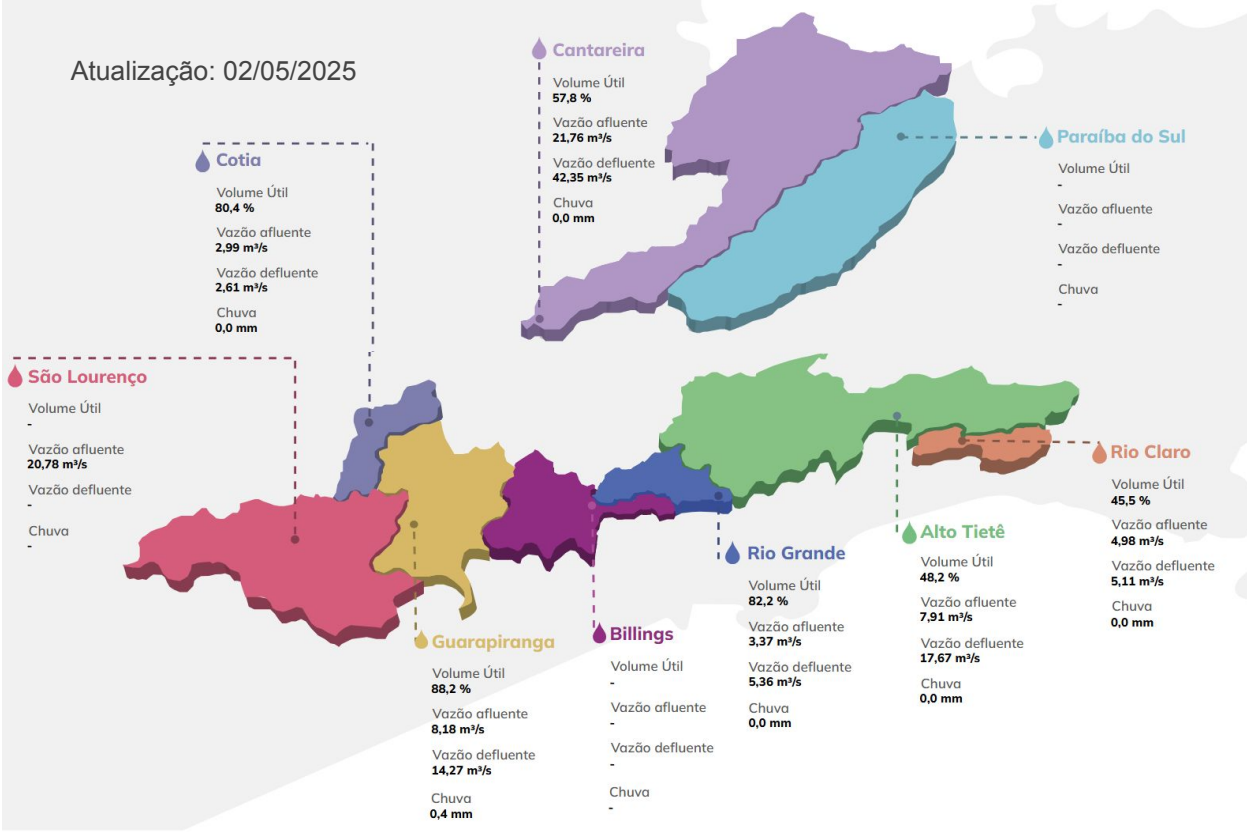 Atualização: 02/05/2025
Cantareira
Volume Útil
57,8 %
Vazão afluente
21,76 m³/s
Vazão defluente
42,35 m³/s
Chuva
0,0 mm
Paraíba do Sul
Volume Útil
-
Vazão afluente
-
Vazão defluente
-
Chuva
-
Cotia
Volume Útil
80,4 %
Vazão afluente
2,99 m³/s
Vazão defluente
2,61 m³/s
Chuva
0,0 mm
São Lourenço
Volume Útil
-
Vazão afluente
20,78 m³/s
Vazão defluente
-
Chuva
-
Rio Claro
Volume Útil
45,5 %
Vazão afluente
4,98 m³/s
Vazão defluente
5,11 m³/s
Chuva
0,0 mm
Alto Tietê
Volume Útil
48,2 %
Vazão afluente
7,91 m³/s
Vazão defluente
17,67 m³/s
Chuva
0,0 mm
Rio Grande
Volume Útil
82,2 %
Vazão afluente
3,37 m³/s
Vazão defluente
5,36 m³/s
Chuva
0,0 mm
Billings
Volume Útil
-
Vazão afluente
-
Vazão defluente
-
Chuva
-
Guarapiranga
Volume Útil
88,2 %
Vazão afluente
8,18 m³/s
Vazão defluente
14,27 m³/s
Chuva
0,4 mm